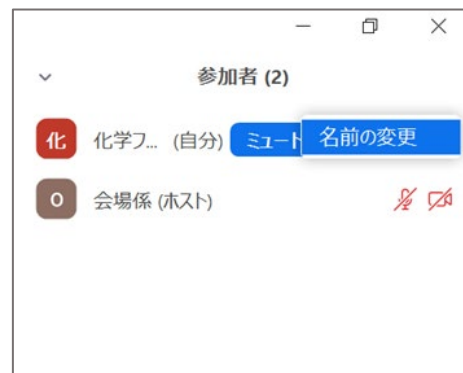 参加者 (2)
化 化学フ... (自分) ミュート 名前の変更
O 会場係 (ホスト)